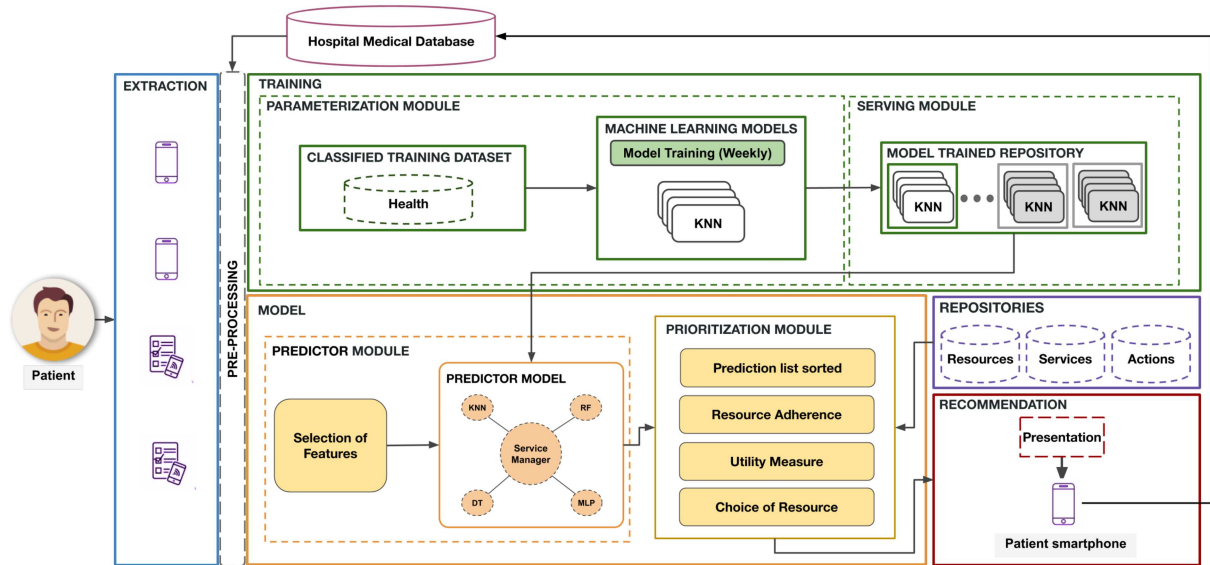 Hospital Medical Database
EXTRACTION
PRE-PROCESSING
Patient
TRAINING
PARAMETERIZATION MODULE
CLASSIFIED TRAINING DATASET
Health
MACHINE LEARNING MODELS
Model Training (Weekly)
KNN
SERVING MODULE
MODEL TRAINED REPOSITORY
KNN
KNN
KNN
MODEL
PREDICTOR MODULE
Selection of
Features
PREDICTOR MODEL
KNN
RF
Service
Manager
DT
MLP
PRIORITIZATION MODULE
Prediction list sorted
Resource Adherence
Utility Measure
Choice of Resource
REPOSITORIES
Resources
Services
Actions
RECOMMENDATION
Presentation
Patient smartphone